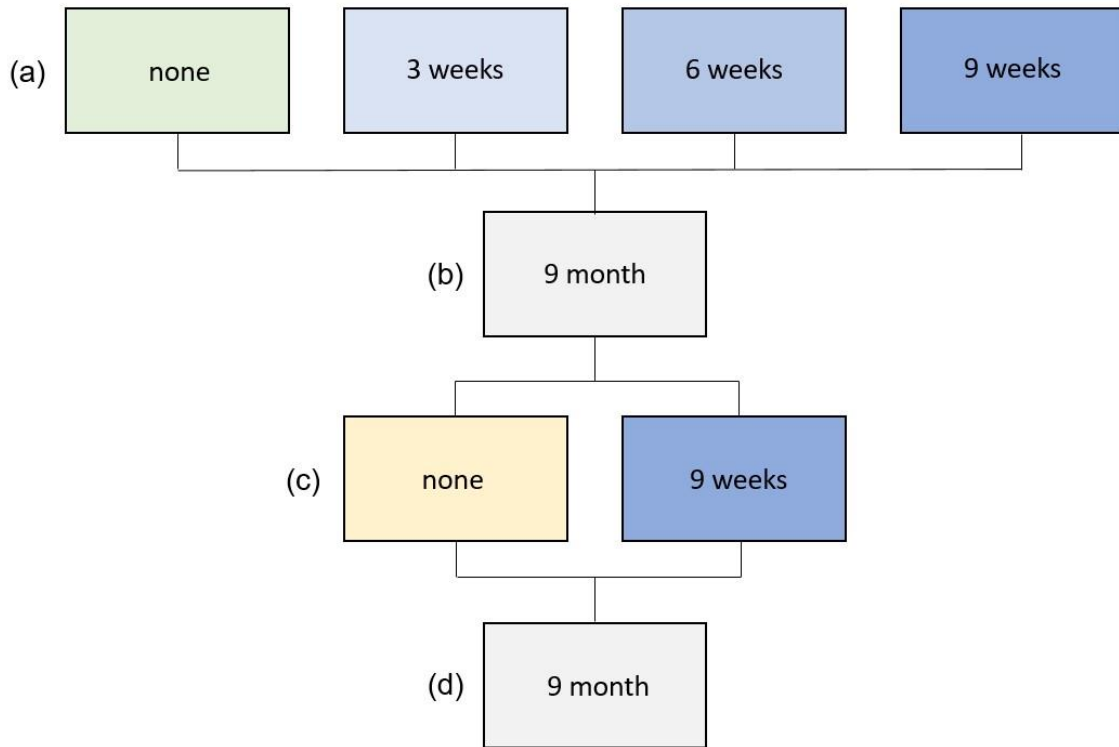 (a) none 3 weeks 6 weeks 9 weeks
(b) 9 month
(c) none 9 weeks
(d) 9 month